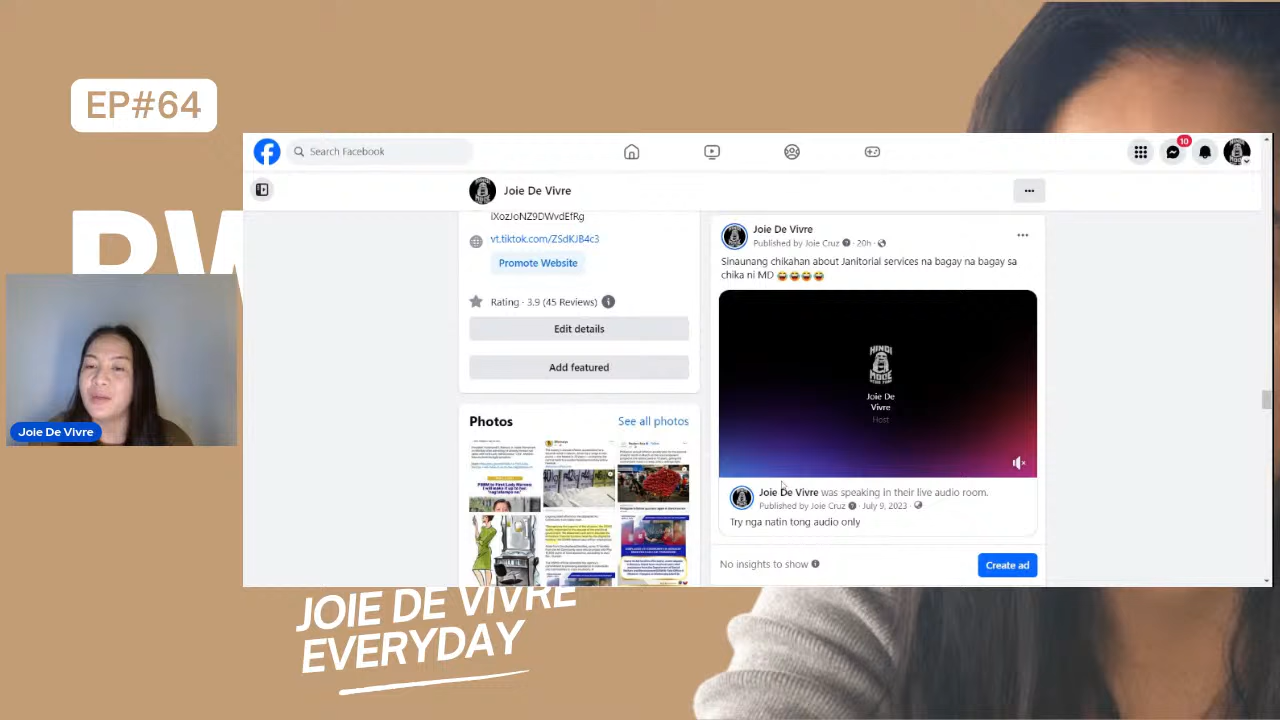 EP#64
Search Facebook
10
Joie De Vivre
iXozJoNZ9DWvdEfRg
vt.tiktok.com/ZSdKJB4c3
Promote Website
Rating · 3.9 (45 Reviews)
Edit details
Add featured
Photos
See all photos
Joie De Vivre
Published by Joie Cruz · 20h ·
Sinaunang chikahan about Janitorial services na bagay na bagay sa
chika ni MD 😂😂😂😂
HINDI
MODE
Joie De
Vivre
Host
Joie De Vivre was speaking in their live audio room.
Published by Joie Cruz · July 9, 2023 ·
Try nga natin tong audio only
No insights to show
Create ad
Joie De Vivre
JOIE DE VIVRE
EVERYDAY